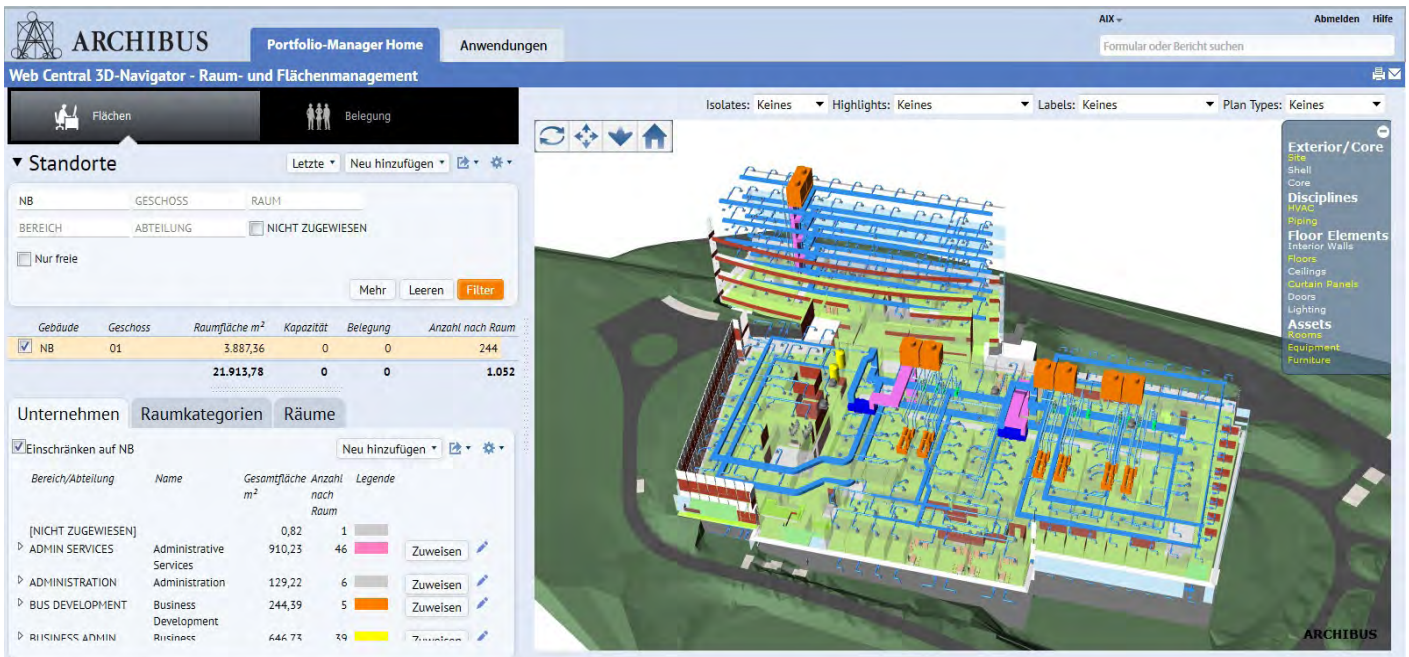 ARCHIBUS
Portfolio-Manager Home
Anwendungen
AIX
Abmelden Hilfe
Formular oder Bericht suchen
Web Central 3D-Navigator - Raum- und Flächenmanagement
Flächen
Belegung
Standorte
Letzte
Neu hinzufügen
NB GESCHOSS RAUM
BEREICH ABTEILUNG NICHT ZUGEWIESEN
Nur freie
Mehr Leeren Filter
Gebäude Geschoss Raumfläche m² Kapazität Belegung Anzahl nach Raum
NB 01 3.887,36 0 0 244
21.913,78 0 0 1.052
Unternehmen Raumkategorien Räume
Einschränken auf NB
Neu hinzufügen
Bereich/Abteilung Name Gesamtfläche Anzahl Legende
m² nach
Raum
[NICHT ZUGEWIESEN] 0,82 1
ADMIN SERVICES Administrative 910,23 46 Zuweisen
Services
ADMINISTRATION Administration 129,22 6 Zuweisen
BUS DEVELOPMENT Business 244,39 5 Zuweisen
Development
BUSINESS ADMIN Business 646,73 39 Zuweisen
Isolates: Keines Highlights: Keines Labels: Keines Plan Types: Keines
Exterior/Core
Site
Shell
Core
Disciplines
HVAC
Piping
Floor Elements
Interior Walls
Floors
Ceilings
Curtain Panels
Doors
Lighting
Assets
Rooms
Equipment
Furniture
ARCHIBUS